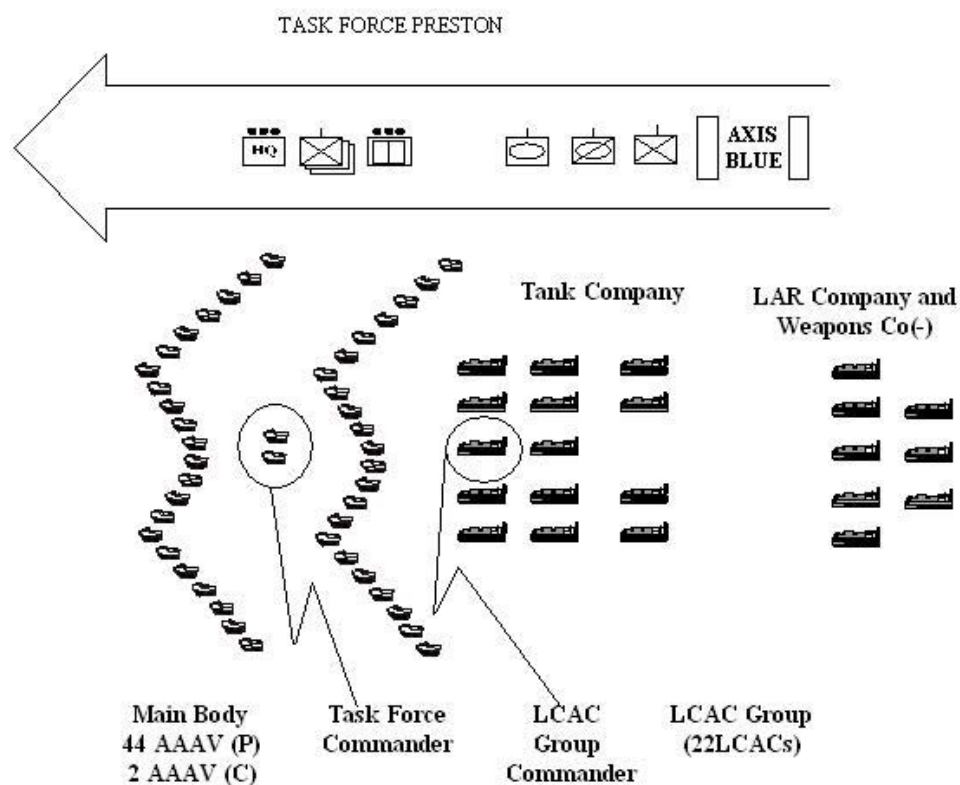 TASK FORCE PRESTON
HQ
AXIS
BLUE
Tank Company
LAR Company and
Weapons Co(-)
Main Body
44 AAAV (P)
2 AAAV (C)
Task Force
Commander
LCAC
Group
Commander
LCAC Group
(22LCACs)